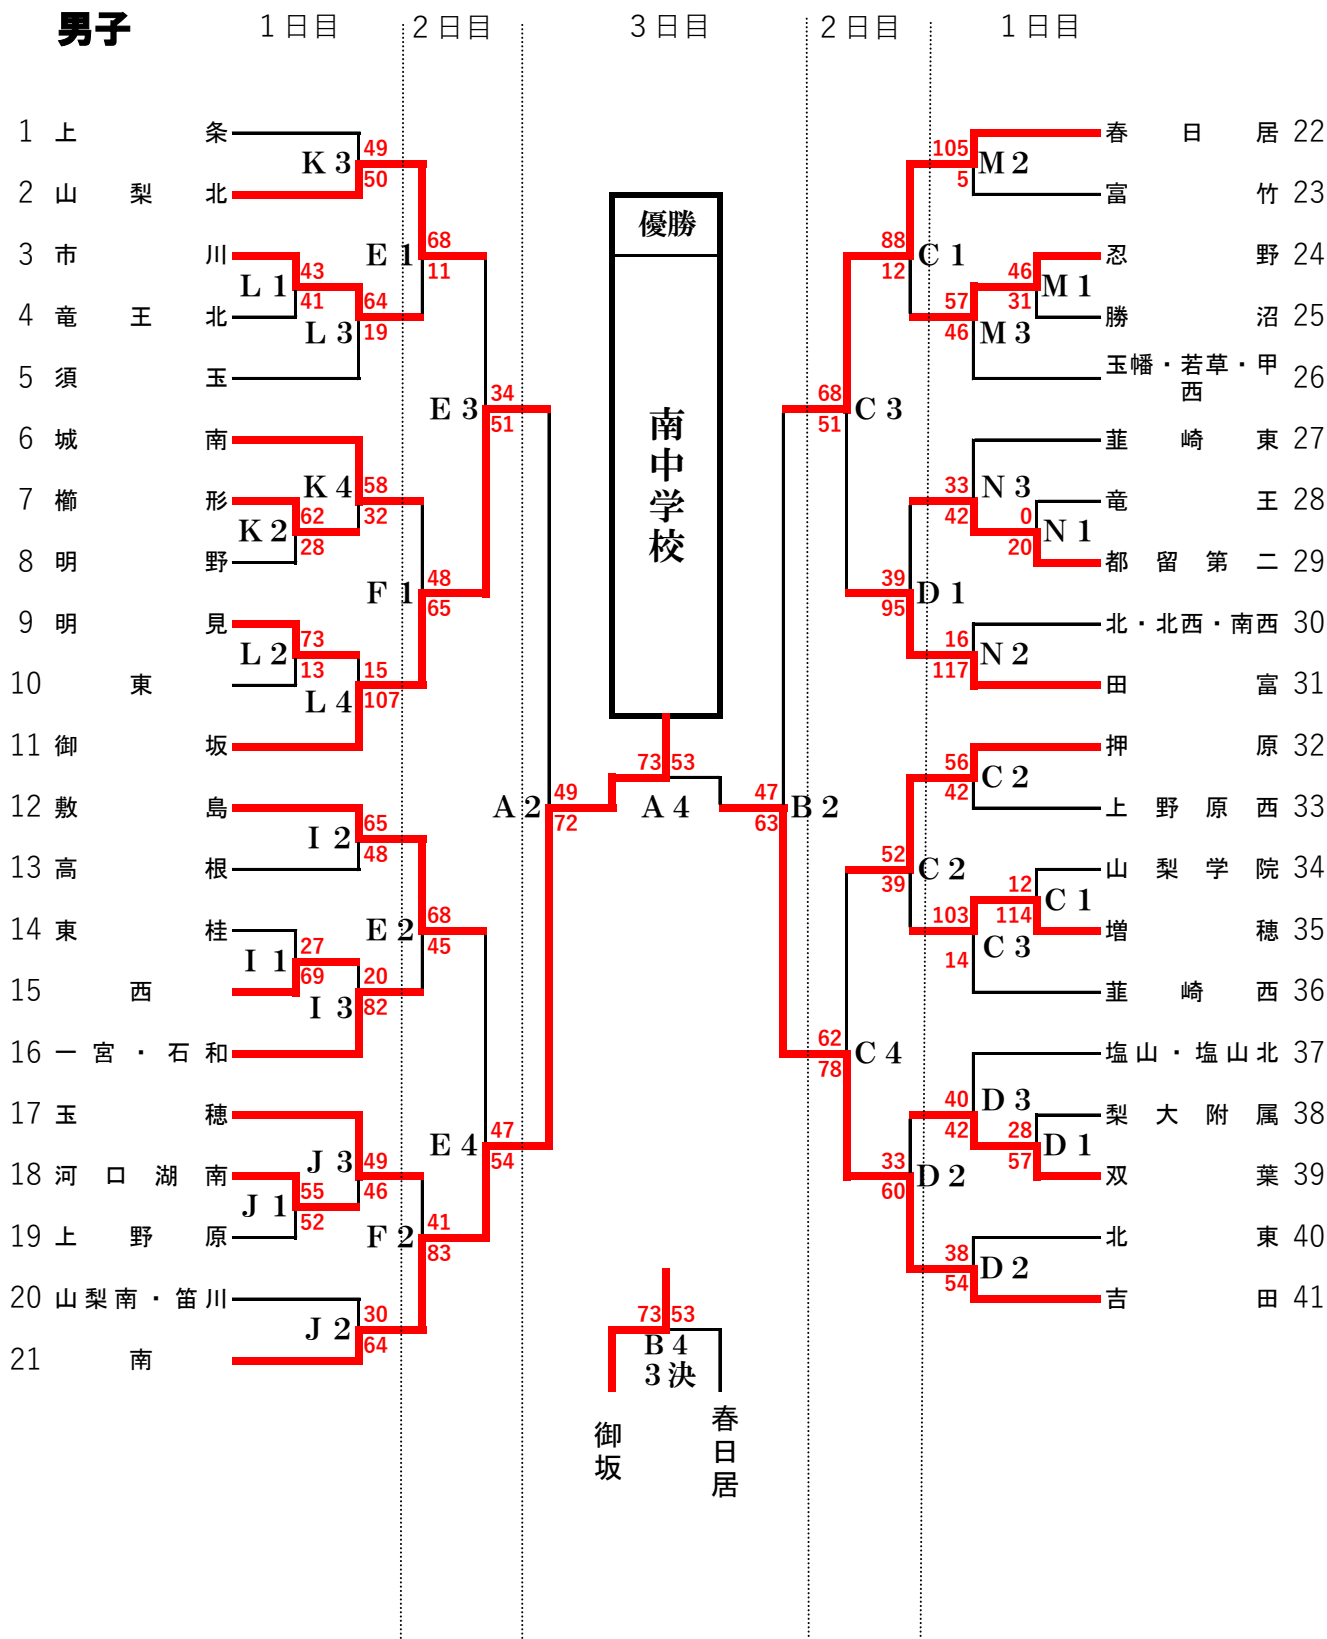 男子
1日目
2日目
3日目
2日目
1日目
1 上条
2 山梨北
3 市川
4 竜王北
5 須玉
6 城南
7 櫛形
8 明野
9 明見
10 東
11 御坂
12 敷島
13 高根
14 東桂
15 西
16 一宮・石和
17 玉穂
18 河口湖南
19 上野原
20 山梨南・笛川
21 南
K3
49
50
L1
43
41
L3
64
19
K4
58
32
K2
62
28
L2
73
13
L4
15
107
I2
65
48
I1
27
69
I3
20
82
J3
49
46
J1
55
52
J2
30
64
E1
68
11
F1
48
65
E2
68
45
F2
41
83
E3
34
51
E4
47
54
A2
49
72
優勝
南中学校
73 53
A4
47
63
B2
68
51
C3
62
78
C4
88
12
C1
39
95
D1
52
39
C2
33
60
D2
105
5
M2
46
31
M1
57
46
M3
33
42
N3
0
20
N1
16
117
N2
56
42
C2
12
114
C1
103
14
C3
40
42
D3
28
57
D1
38
54
D2
春日居 22
富竹 23
忍野 24
勝沼 25
玉幡・若草・甲
西
26
韮崎東 27
竜王 28
都留第二 29
北・北西・南西 30
田富 31
押原 32
上野原西 33
山梨学院 34
増穂 35
韮崎西 36
塩山・塩山北 37
梨大附属 38
双葉 39
北東 40
吉田 41
73 53
B4
3決
御坂
春日居